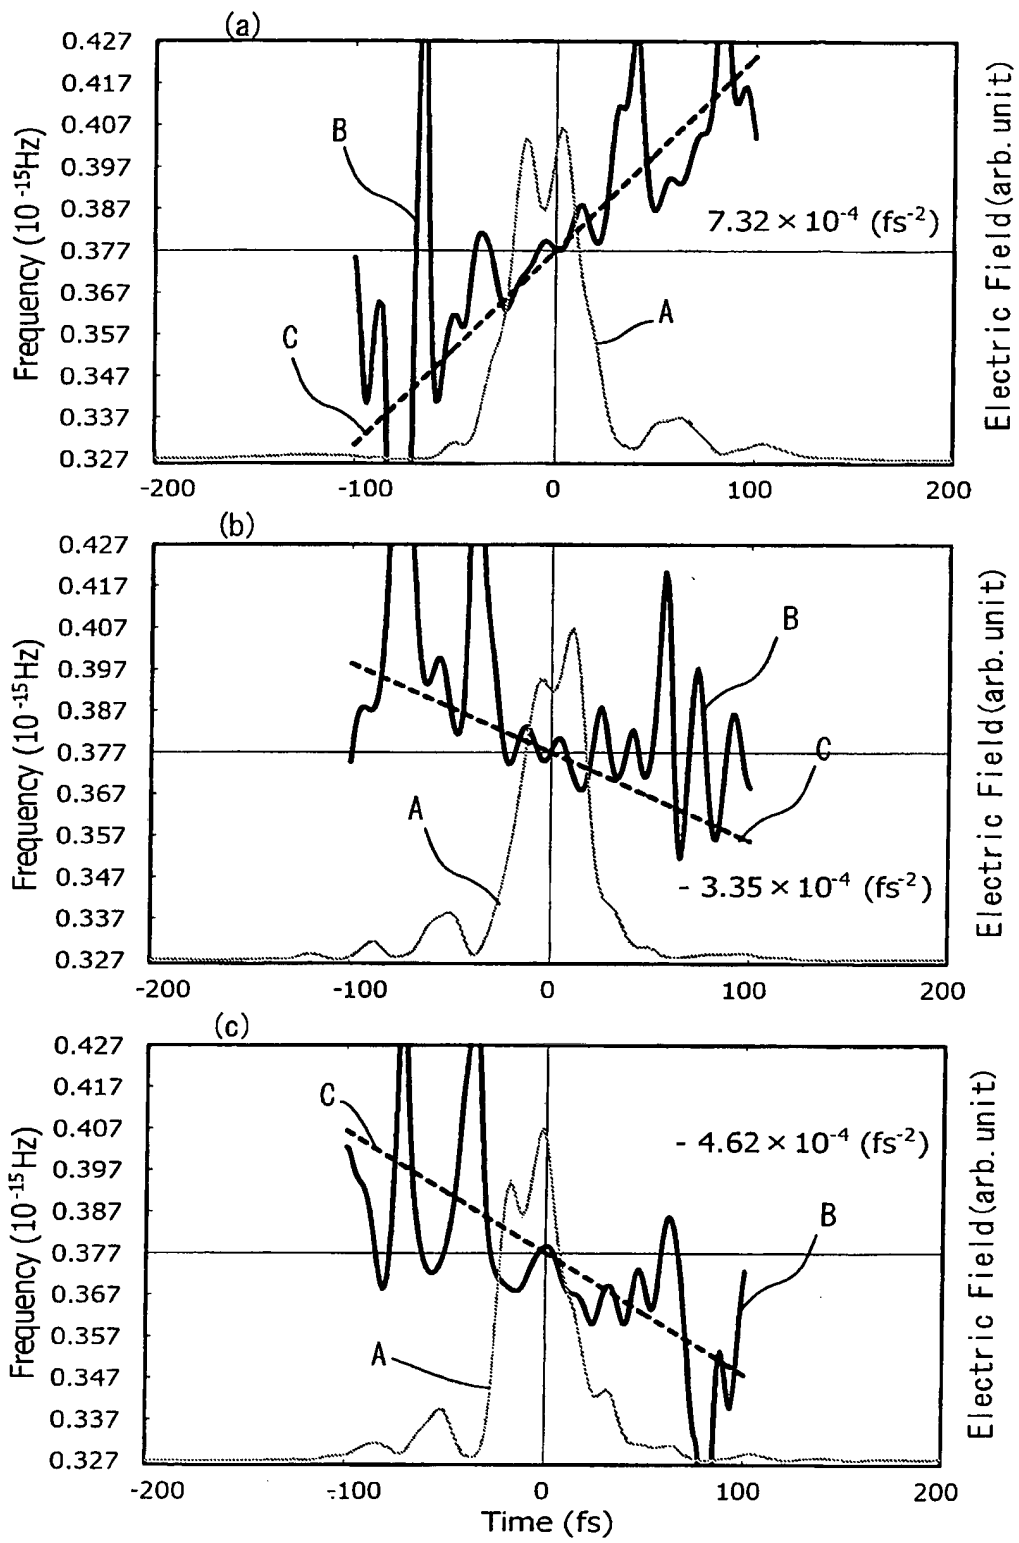 (a)
0.427
0.417
0.407
0.397
0.387
0.377
0.367
0.357
0.347
0.337
0.327
Frequency (10⁻¹⁵Hz)
B
C
A
7.32 × 10⁻⁴ (fs⁻²)
Electric Field(arb. unit)
-200 -100 0 100 200
(b)
0.427
0.417
0.407
0.397
0.387
0.377
0.367
0.357
0.347
0.337
0.327
Frequency (10⁻¹⁵Hz)
B
C
A
- 3.35 × 10⁻⁴ (fs⁻²)
Electric Field(arb. unit)
-200 -100 0 100 200
(c)
0.427
0.417
0.407
0.397
0.387
0.377
0.367
0.357
0.347
0.337
0.327
Frequency (10⁻¹⁵Hz)
C
- 4.62 × 10⁻⁴ (fs⁻²)
B
A
Electric Field(arb. unit)
-200 -100 0 100 200
Time (fs)